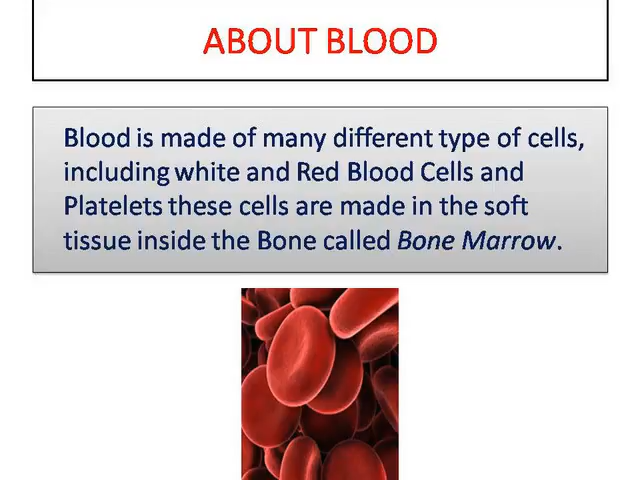 ABOUT BLOOD
Blood is made of many different type of cells,
including white and Red Blood Cells and
Platelets these cells are made in the soft
tissue inside the Bone called Bone Marrow.